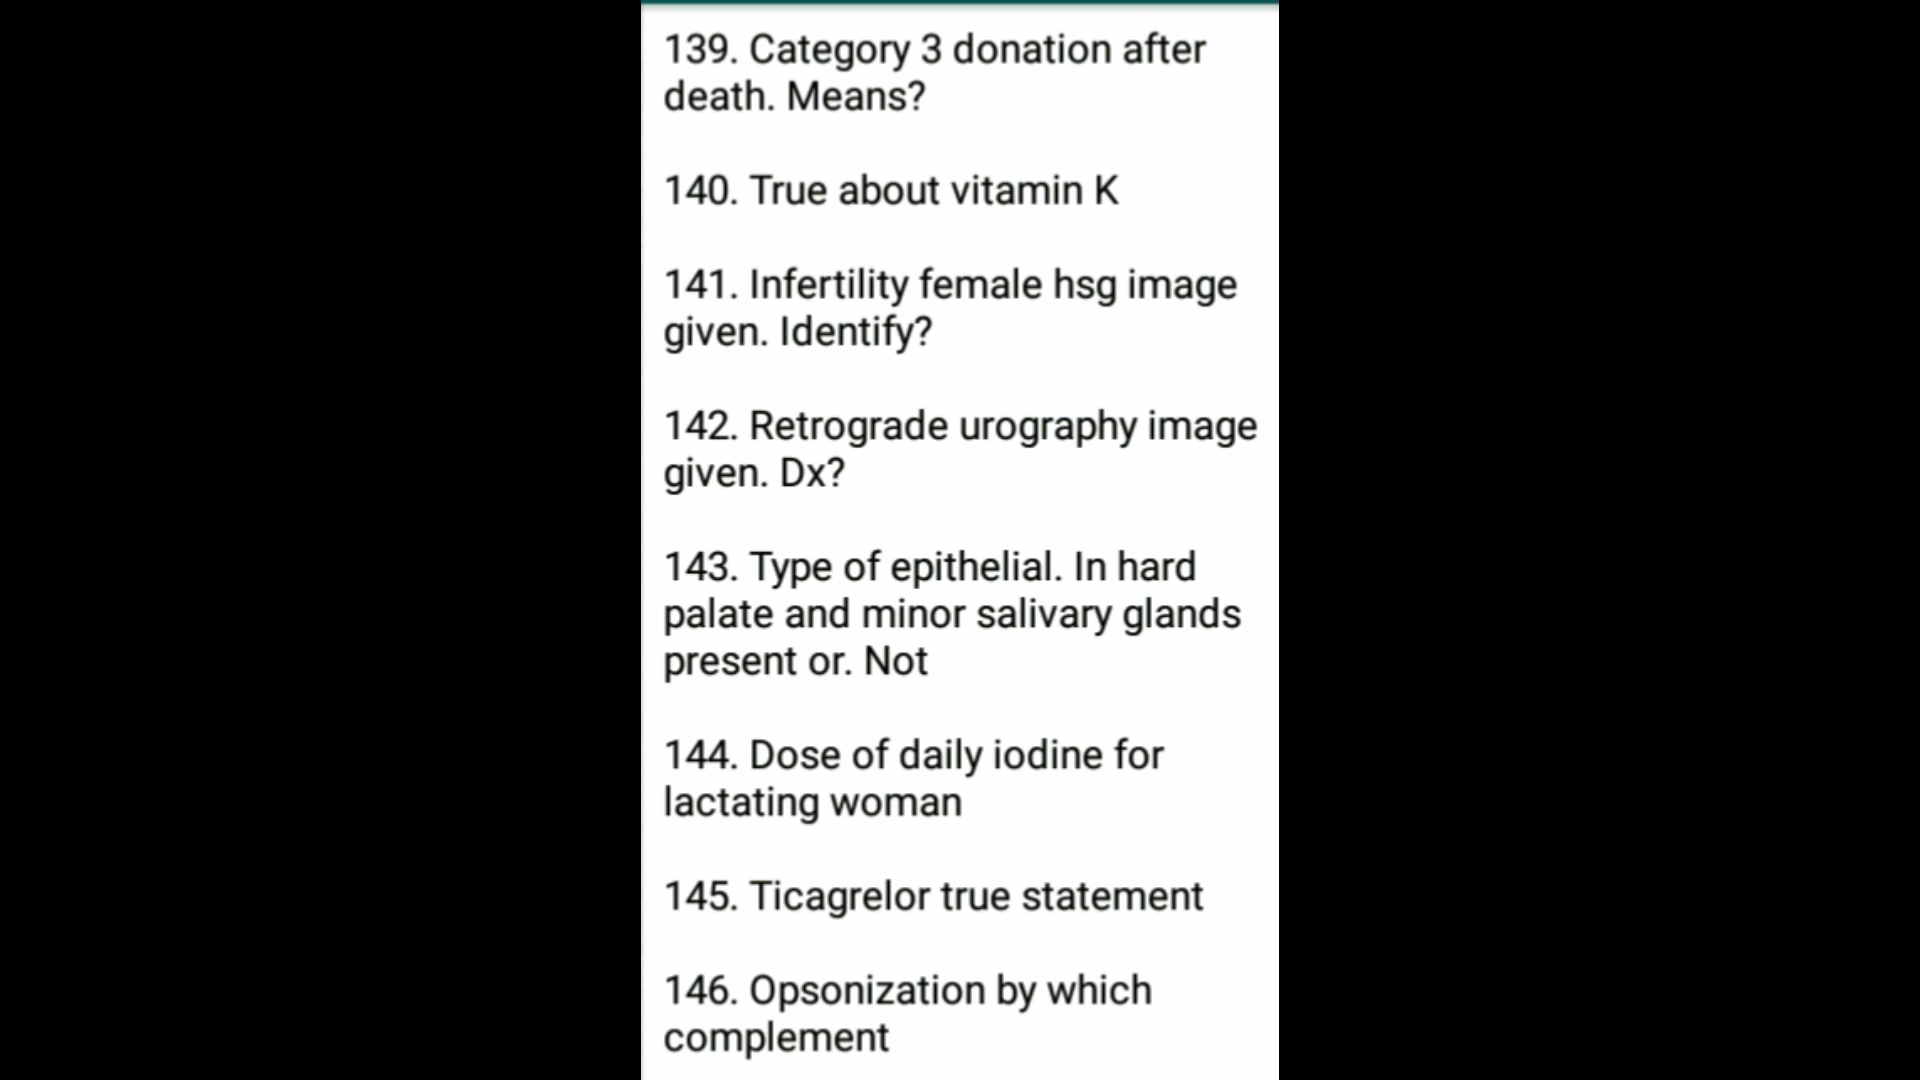 139. Category 3 donation after
death. Means?
140. True about vitamin K
141. Infertility female hsg image
given. Identify?
142. Retrograde urography image
given. Dx?
143. Type of epithelial. In hard
palate and minor salivary glands
present or. Not
144. Dose of daily iodine for
lactating woman
145. Ticagrelor true statement
146. Opsonization by which
complement